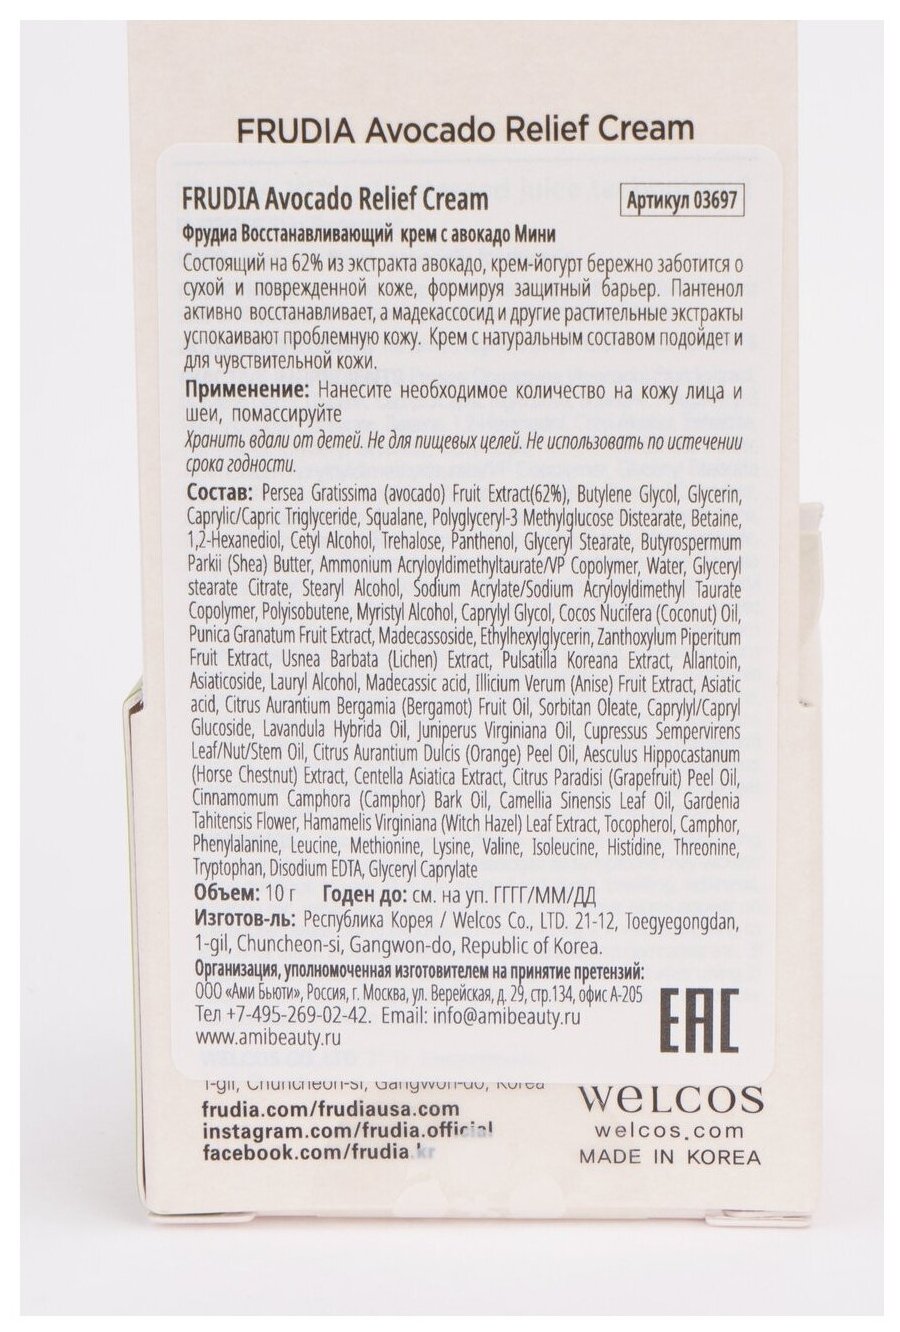 FRUDIA Avocado Relief Cream
FRUDIA Avocado Relief Cream
Артикул 03697
Фрудиа Восстанавливающий крем с авокадо Мини
Состоящий на 62% из экстракта авокадо, крем-йогурт бережно заботится о
сухой и поврежденной коже, формируя защитный барьер. Пантенол
активно восстанавливает, а мадекассосид и другие растительные экстракты
успокаивают проблемную кожу. Крем с натуральным составом подойдет и
для чувствительной кожи.
Применение: Нанесите необходимое количество на кожу лица и
шеи, помассируйте
Хранить вдали от детей. Не для пищевых целей. Не использовать по истечении
срока годности.
Состав: Persea Gratissima (avocado) Fruit Extract(62%), Butylene Glycol, Glycerin,
Caprylic/Capric Triglyceride, Squalane, Polyglyceryl-3 Methylglucose Distearate, Betaine,
1,2-Hexanediol, Cetyl Alcohol, Trehalose, Panthenol, Glyceryl Stearate, Butyrospermum
Parkii (Shea) Butter, Ammonium Acryloyldimethyltaurate/VP Copolymer, Water, Glyceryl
stearate Citrate, Stearyl Alcohol, Sodium Acrylate/Sodium Acryloyldimethyl Taurate
Copolymer, Polyisobutene, Myristyl Alcohol, Caprylyl Glycol, Cocos Nucifera (Coconut) Oil,
Punica Granatum Fruit Extract, Madecassoside, Ethylhexylglycerin, Zanthoxylum Piperitum
Fruit Extract, Usnea Barbata (Lichen) Extract, Pulsatilla Koreana Extract, Allantoin,
Asiaticoside, Lauryl Alcohol, Madecassic acid, Illicium Verum (Anise) Fruit Extract, Asiatic
acid, Citrus Aurantium Bergamia (Bergamot) Fruit Oil, Sorbitan Oleate, Caprylyl/Capryl
Glucoside, Lavandula Hybrida Oil, Juniperus Virginiana Oil, Cupressus Sempervirens
Leaf/Nut/Stem Oil, Citrus Aurantium Dulcis (Orange) Peel Oil, Aesculus Hippocastanum
(Horse Chestnut) Extract, Centella Asiatica Extract, Citrus Paradisi (Grapefruit) Peel Oil,
Cinnamomum Camphora (Camphor) Bark Oil, Camellia Sinensis Leaf Oil, Gardenia
Tahitensis Flower, Hamamelis Virginiana (Witch Hazel) Leaf Extract, Tocopherol, Camphor,
Phenylalanine, Leucine, Methionine, Lysine, Valine, Isoleucine, Histidine, Threonine,
Tryptophan, Disodium EDTA, Glyceryl Caprylate
Объем: 10 г Годен до: см. на уп. ГГГГ/ММ/ДД
Изготов-ль: Республика Корея / Welcos Co., LTD. 21-12, Toegyegongdan,
1-gil, Chuncheon-si, Gangwon-do, Republic of Korea.
Организация, уполномоченная изготовителем на принятие претензий:
ООО «Ами Бьюти», Россия, г. Москва, ул. Верейская, д. 29, стр.134, офис А-205
Тел +7-495-269-02-42. Email: info@amibeauty.ru
www.amibeauty.ru
EAC
1-gil, Chuncheon-si, Gangwon-do, Korea
frudia.com/frudiausa.com
instagram.com/frudia.official
facebook.com/frudia.kr
WELCOS
welcos.com
MADE IN KOREA